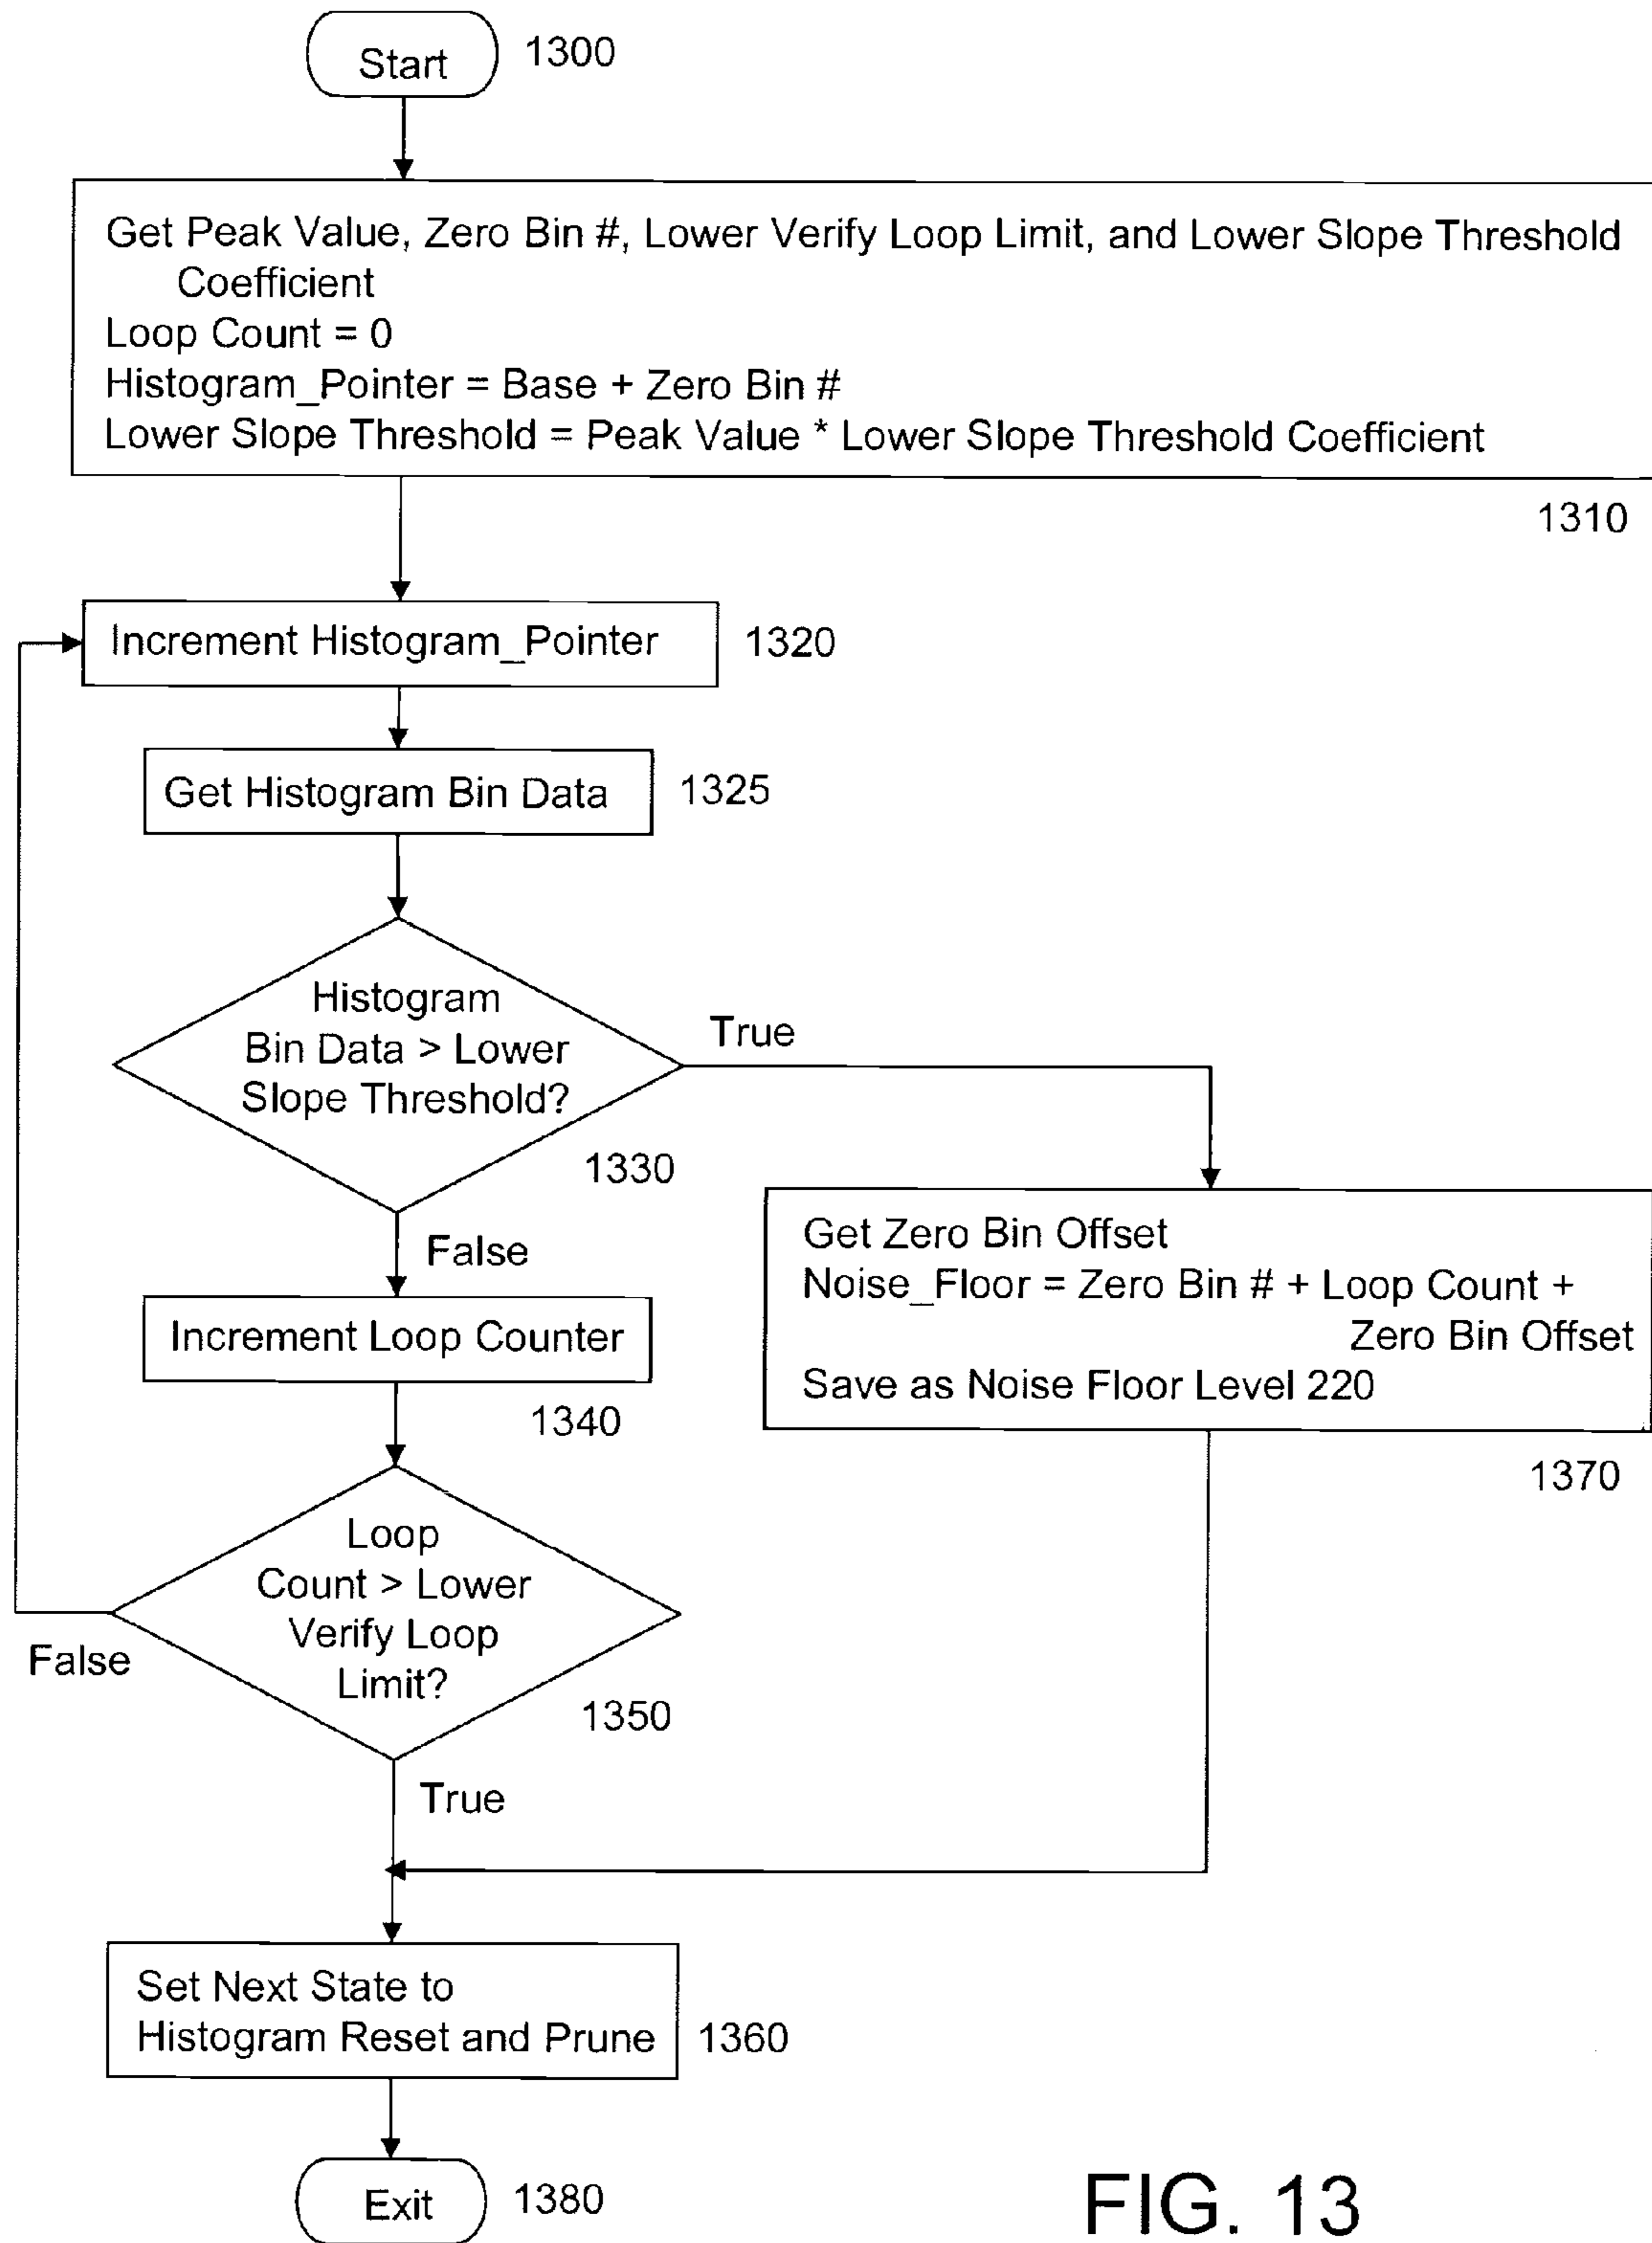 Start
1300
Get Peak Value, Zero Bin #, Lower Verify Loop Limit, and Lower Slope Threshold
Coefficient
Loop Count = 0
Histogram_Pointer = Base + Zero Bin #
Lower Slope Threshold = Peak Value * Lower Slope Threshold Coefficient
1310
Increment Histogram_Pointer
1320
Get Histogram Bin Data
1325
Histogram
Bin Data > Lower
Slope Threshold?
True
1330
False
Get Zero Bin Offset
Noise_Floor = Zero Bin # + Loop Count +
Zero Bin Offset
Save as Noise Floor Level 220
1370
Increment Loop Counter
1340
Loop
Count > Lower
Verify Loop
Limit?
False
1350
True
Set Next State to
Histogram Reset and Prune
1360
Exit
1380
FIG. 13